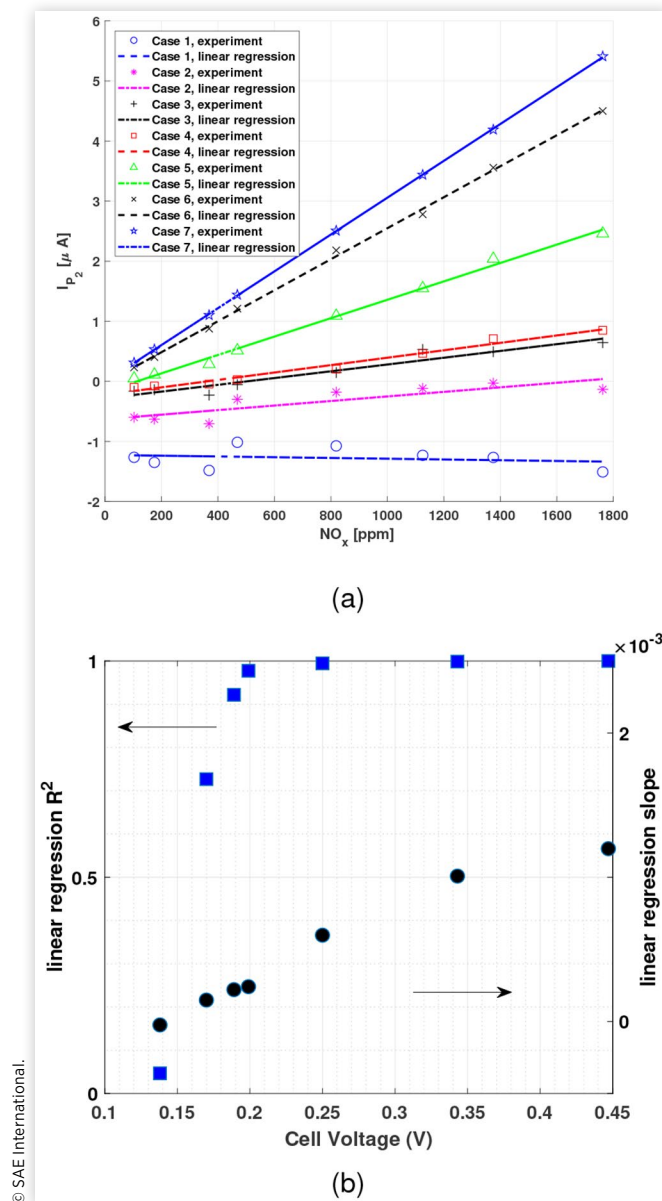 6
5
4
3
2
1
0
-1
-2
I_P_2 [μ A]
Case 1, experiment
Case 1, linear regression
Case 2, experiment
Case 2, linear regression
Case 3, experiment
Case 3, linear regression
Case 4, experiment
Case 4, linear regression
Case 5, experiment
Case 5, linear regression
Case 6, experiment
Case 6, linear regression
Case 7, experiment
Case 7, linear regression
0 200 400 600 800 1000 1200 1400 1600 1800
NO_x [ppm]
(a)
×10^-3
1
0.5
0
linear regression R^2
2
0
linear regression slope
0.1 0.15 0.2 0.25 0.3 0.35 0.4 0.45
Cell Voltage (V)
(b)
© SAE International.